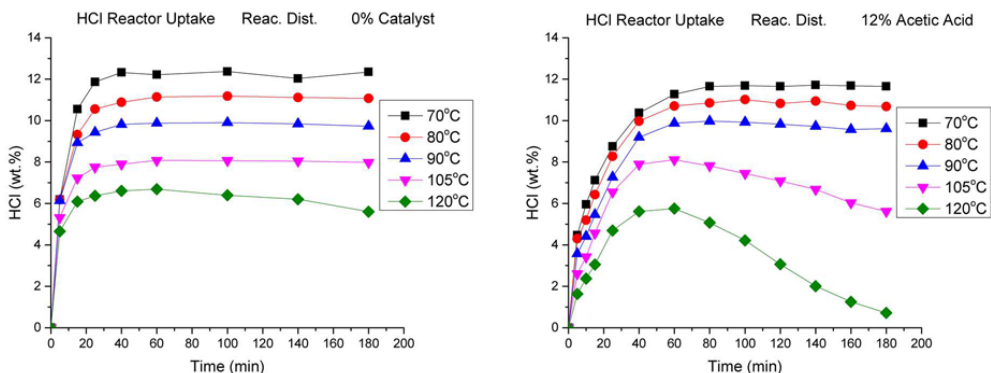 HCl Reactor Uptake Reac. Dist. 0% Catalyst
14
12
10
8
6
4
2
0
HCl (wt.%)
70°C
80°C
90°C
105°C
120°C
0 20 40 60 80 100 120 140 160 180 200
Time (min)
HCl Reactor Uptake Reac. Dist. 12% Acetic Acid
14
12
10
8
6
4
2
0
HCl (wt.%)
70°C
80°C
90°C
105°C
120°C
0 20 40 60 80 100 120 140 160 180 200
Time (min)